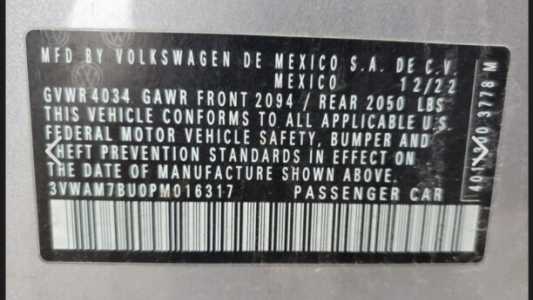 MFD BY VOLKSWAGEN DE MEXICO S.A. DE C.V.
MEXICO 12/22
GVWR 4034 GAWR FRONT 2094 / REAR 2050 LBS
THIS VEHICLE CONFORMS TO ALL APPLICABLE U.S
FEDERAL MOTOR VEHICLE SAFETY, BUMPER AND
THEFT PREVENTION STANDARDS IN EFFECT ON
THE DATE OF MANUFACTURE SHOWN ABOVE.
3VWAM7BU0PM016317 PASSENGER CAR
3778 M